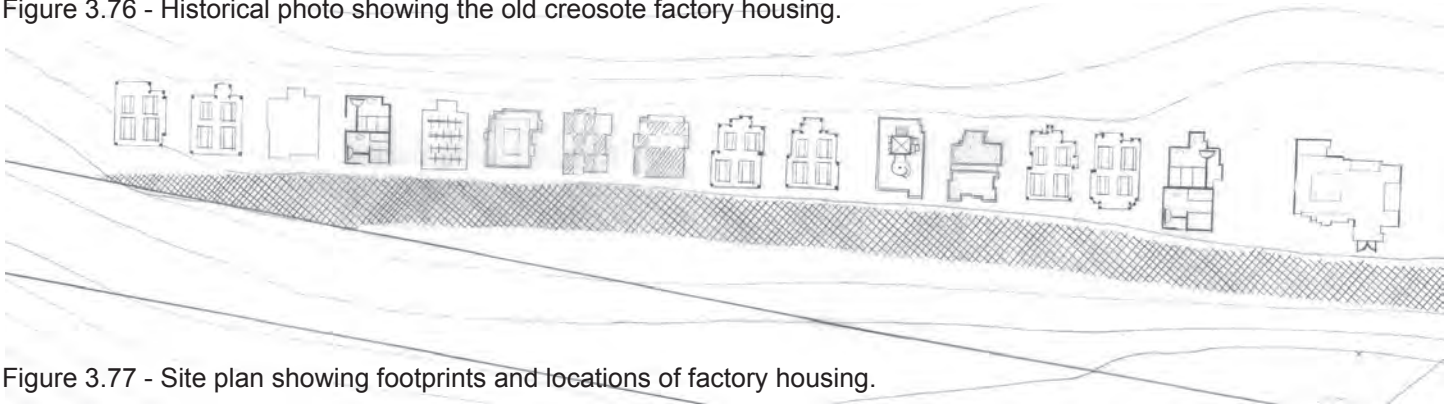 Figure 3.76 - Historical photo showing the old creosote factory housing.
Figure 3.77 - Site plan showing footprints and locations of factory housing.